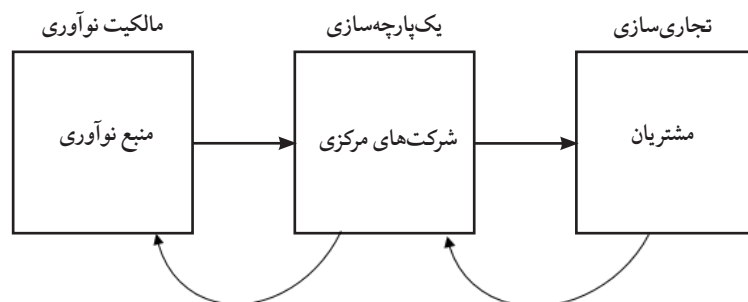 مالکیت نوآوری
یک‌پارچه‌سازی
تجاری‌سازی
منبع نوآوری
شرکت‌های مرکزی
مشتریان